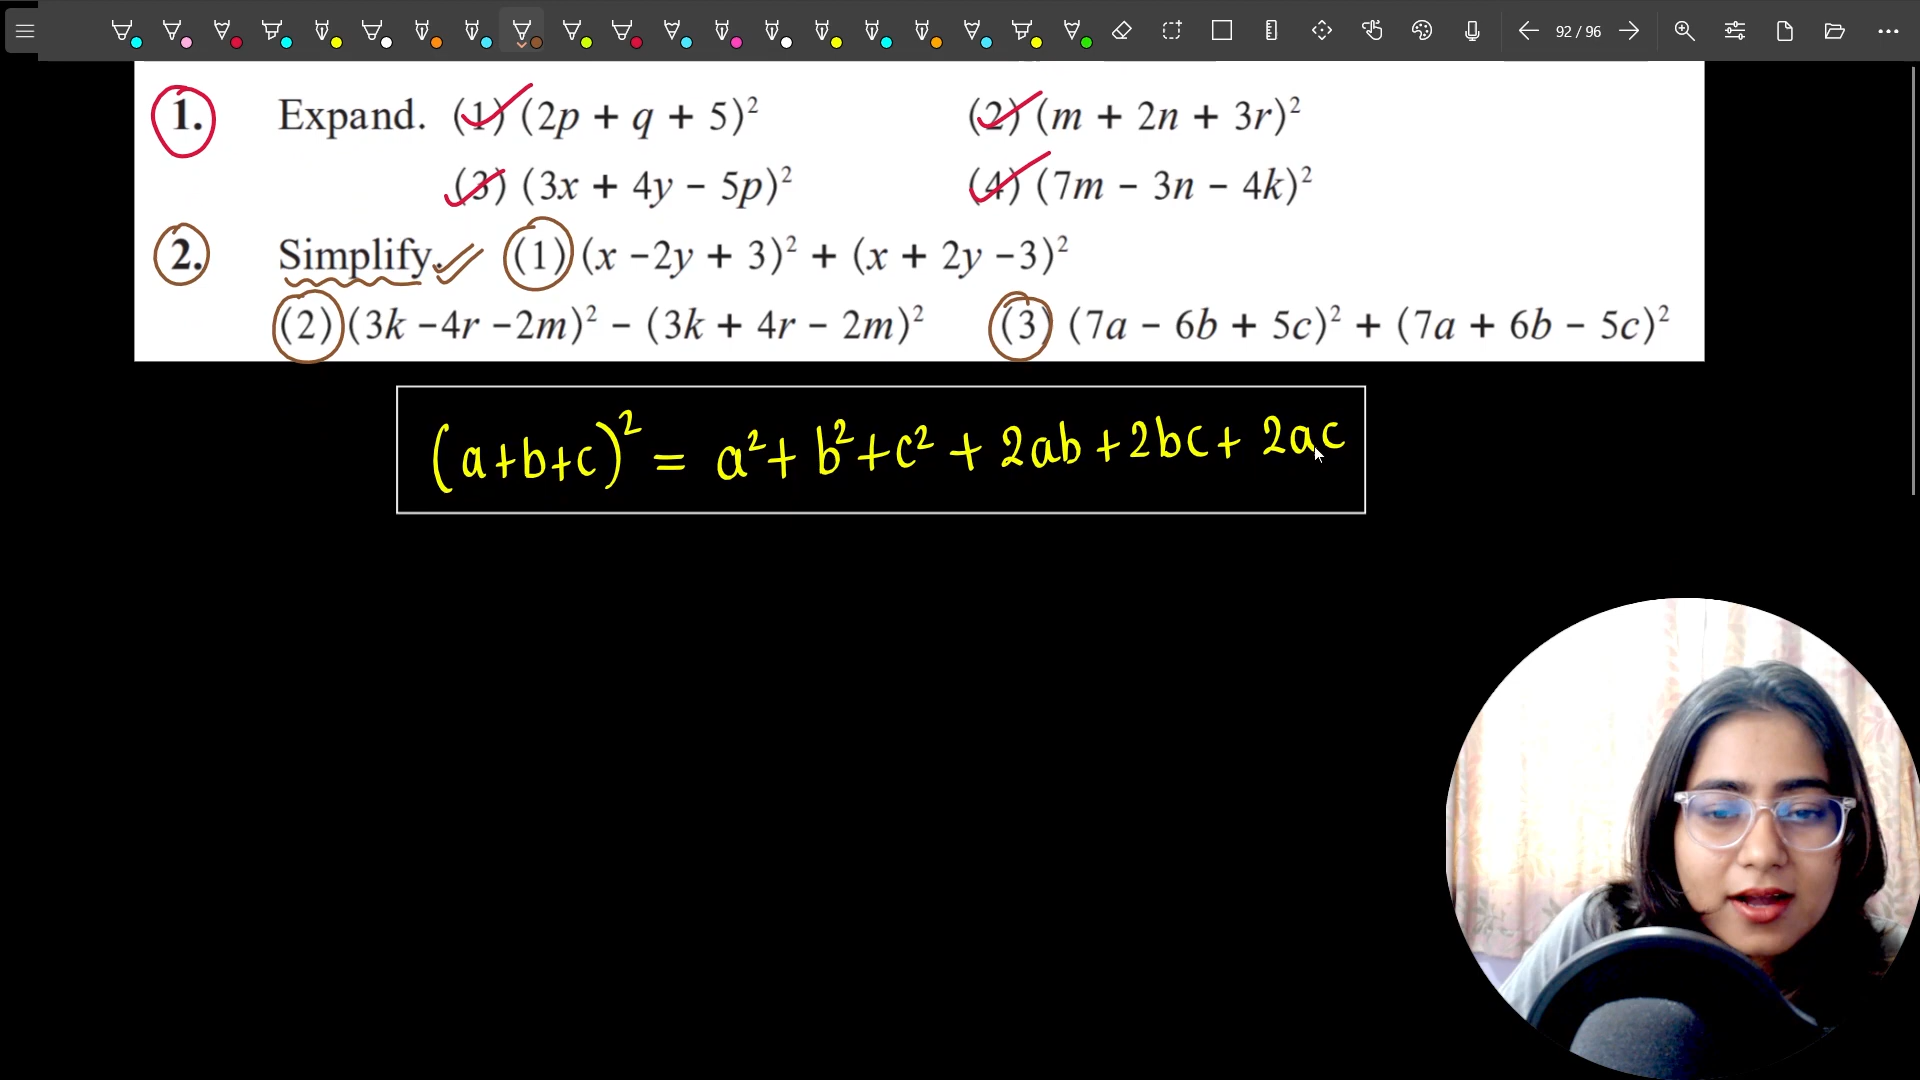 92 / 96
1. Expand. (1) (2p + q + 5)² (2) (m + 2n + 3r)²
(3) (3x + 4y − 5p)² (4) (7m − 3n − 4k)²
2. Simplify. (1) (x −2y + 3)² + (x + 2y −3)²
(2) (3k −4r −2m)² − (3k + 4r − 2m)² (3) (7a − 6b + 5c)² + (7a + 6b − 5c)²
(a+b+c)² = a²+ b²+c² + 2ab+2bc+ 2ac